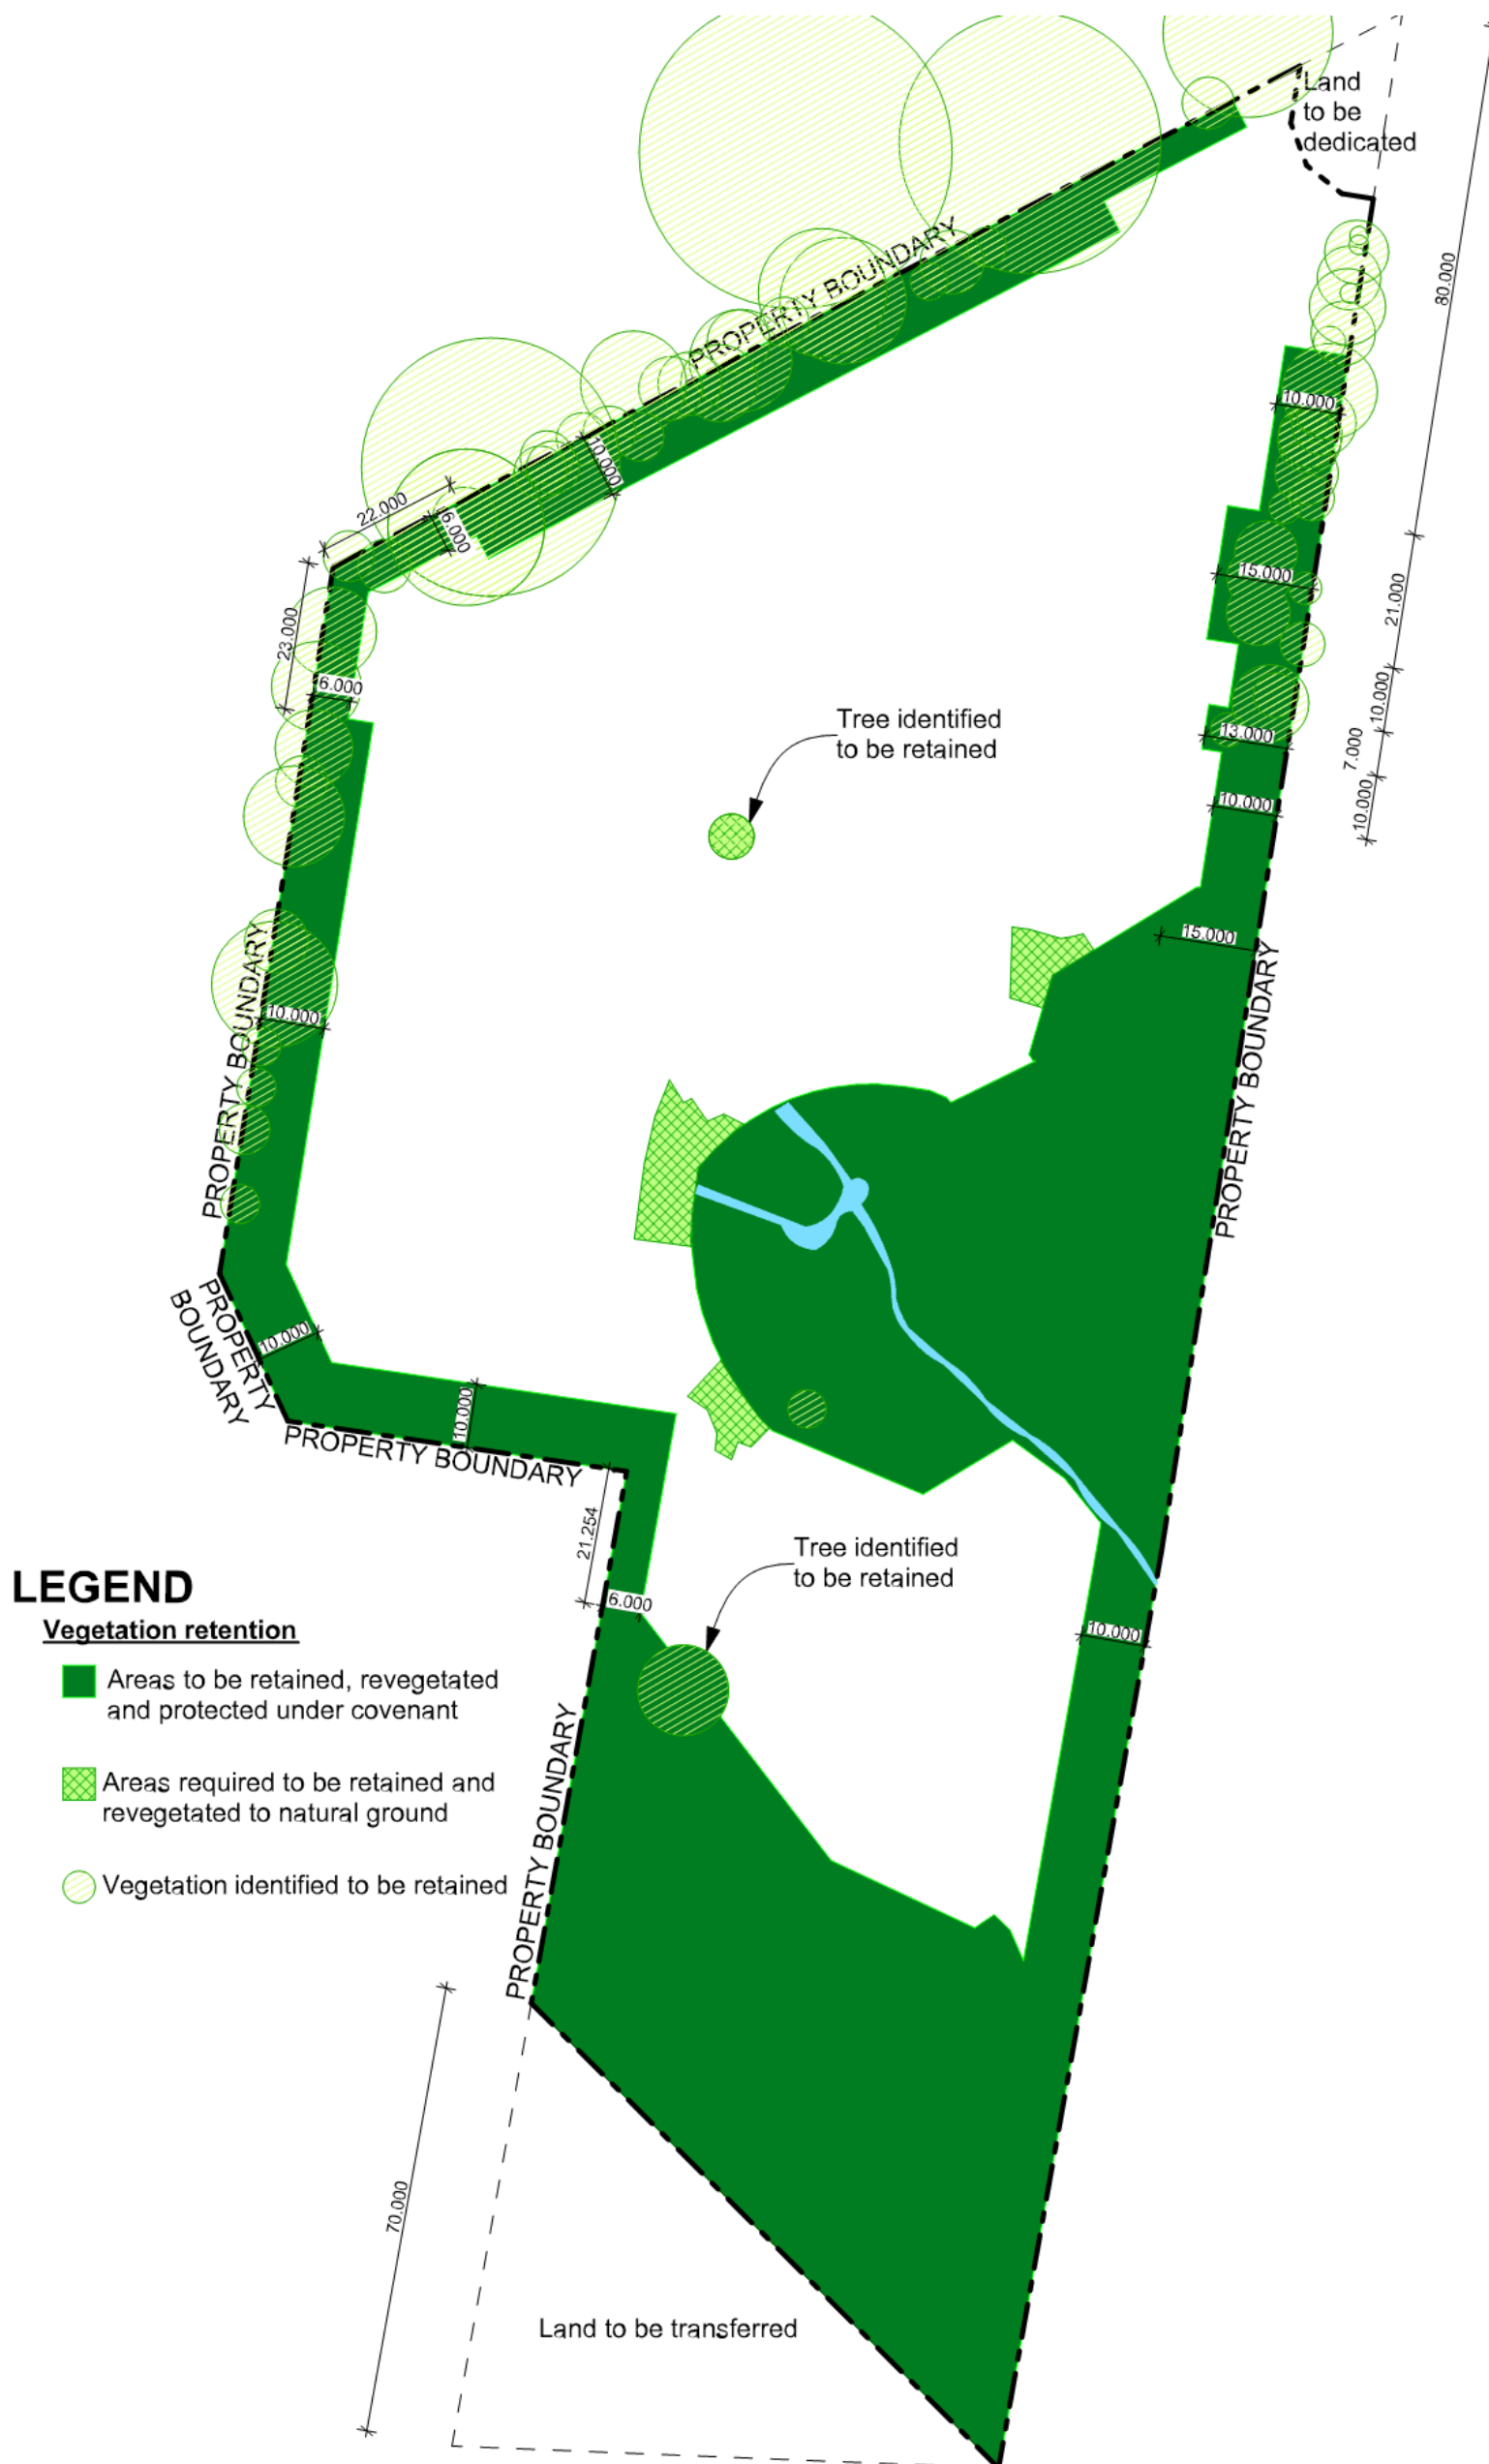 Land
to be
dedicated
80.000
PROPERTY BOUNDARY
10.000
10.000
22.000
6.000
15.000
21.000
23.000
6.000
10.000
Tree identified
to be retained
13.000
7.000
10.000
10.000
15.000
PROPERTY BOUNDARY
10.000
PROPERTY BOUNDARY
PROPERTY
BOUNDARY
10.000
10.000
PROPERTY BOUNDARY
21.254
Tree identified
to be retained
6.000
10.000
LEGEND
Vegetation retention
Areas to be retained, revegetated
and protected under covenant
Areas required to be retained and
revegetated to natural ground
Vegetation identified to be retained
PROPERTY BOUNDARY
70.000
Land to be transferred